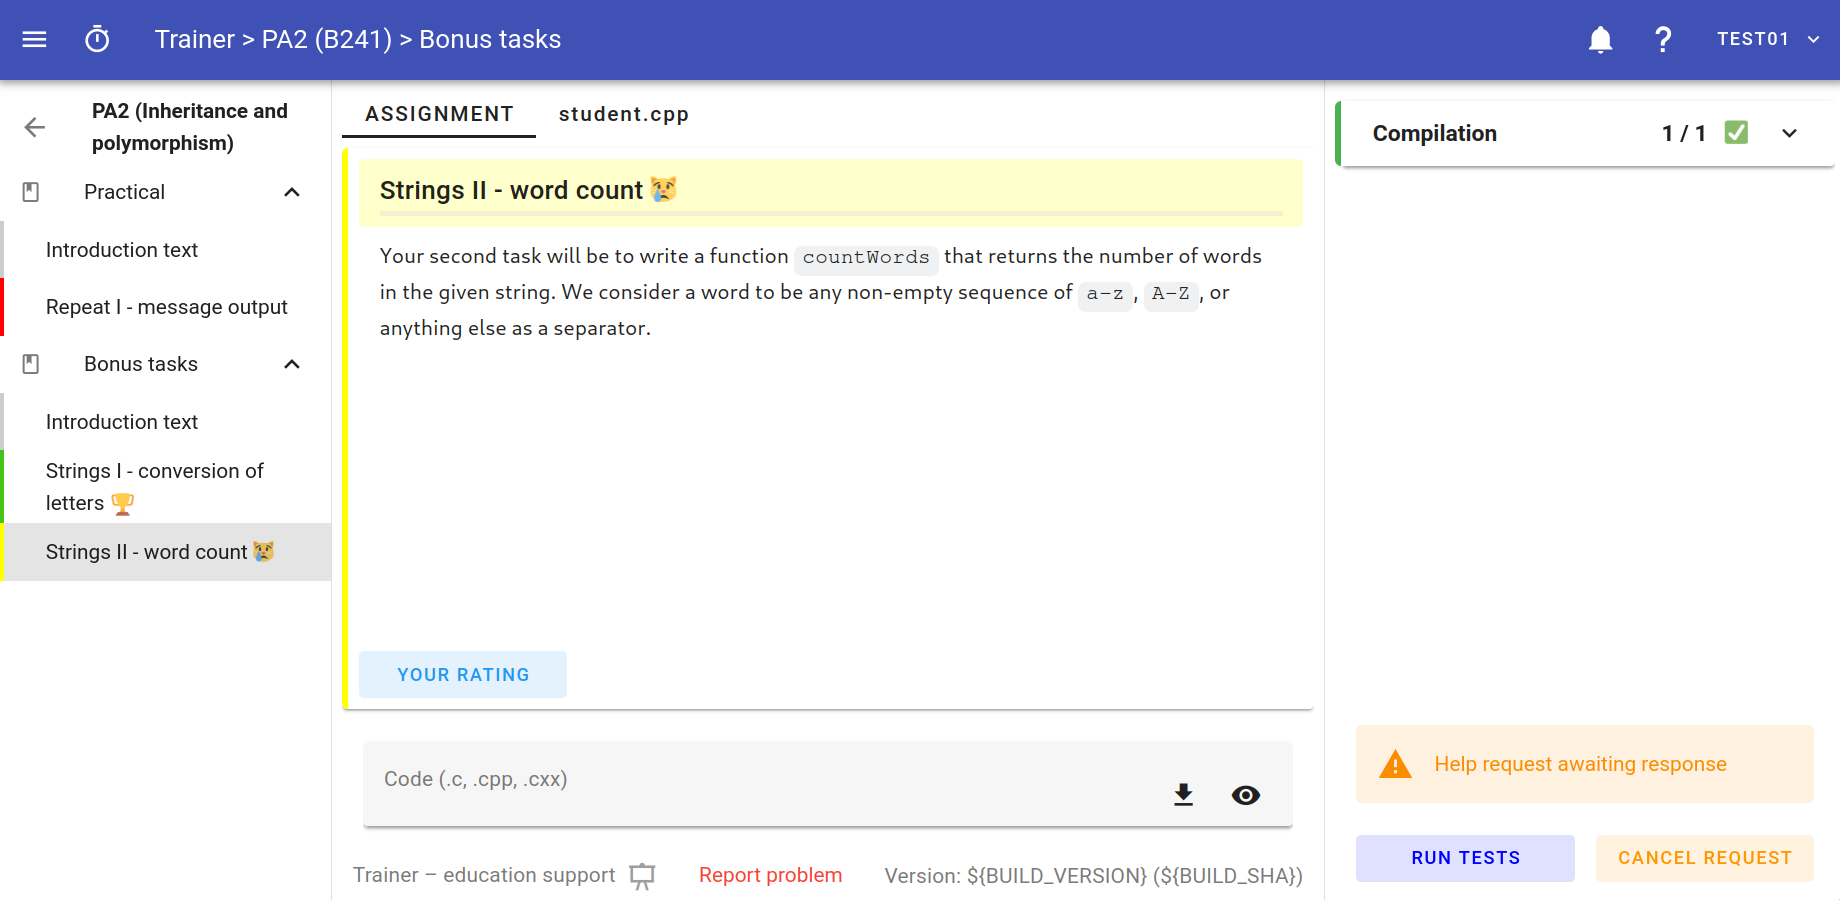 Trainer > PA2 (B241) > Bonus tasks
TEST01
PA2 (Inheritance and
polymorphism)
Practical
Introduction text
Repeat I - message output
Bonus tasks
Introduction text
Strings I - conversion of
letters 🏆
Strings II - word count 😿
ASSIGNMENT
student.cpp
Strings II - word count 😿
Your second task will be to write a function countWords that returns the number of words
in the given string. We consider a word to be any non-empty sequence of a-z, A-Z, or
anything else as a separator.
YOUR RATING
Code (.c, .cpp, .cxx)
Trainer – education support
Report problem
Version: ${BUILD_VERSION} (${BUILD_SHA})
Compilation
1 / 1 ✅
Help request awaiting response
RUN TESTS
CANCEL REQUEST